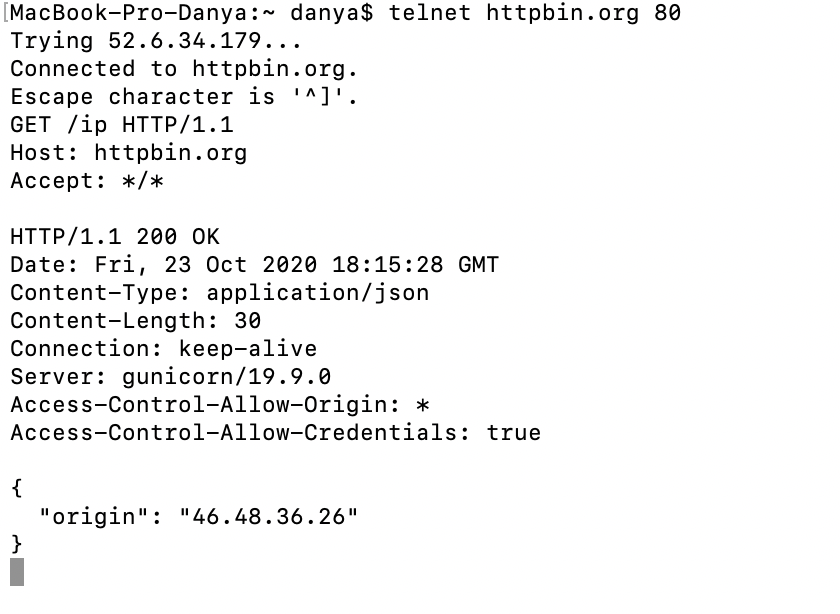 MacBook-Pro-Danya:~ danya$ telnet httpbin.org 80
Trying 52.6.34.179...
Connected to httpbin.org.
Escape character is '^]'.
GET /ip HTTP/1.1
Host: httpbin.org
Accept: */*

HTTP/1.1 200 OK
Date: Fri, 23 Oct 2020 18:15:28 GMT
Content-Type: application/json
Content-Length: 30
Connection: keep-alive
Server: gunicorn/19.9.0
Access-Control-Allow-Origin: *
Access-Control-Allow-Credentials: true

{
  "origin": "46.48.36.26"
}